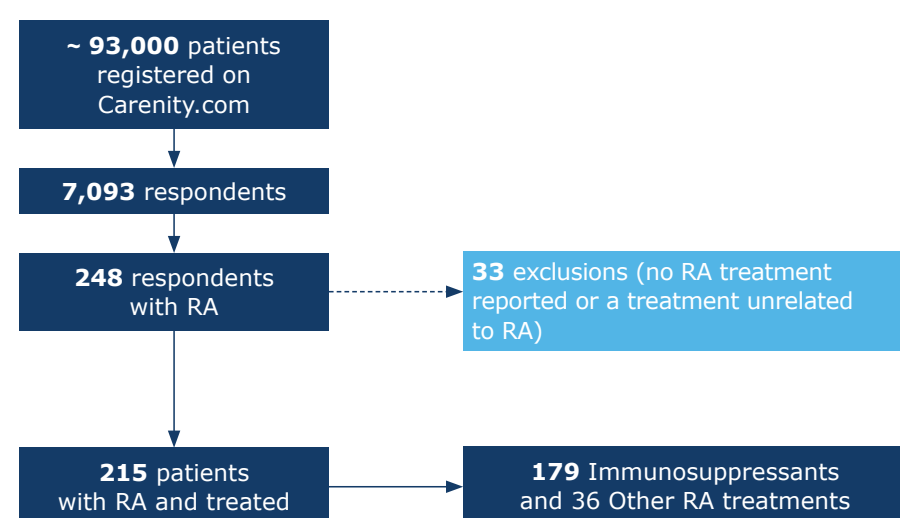 ~ 93,000 patients
registered on
Carenity.com
7,093 respondents
248 respondents
with RA
33 exclusions (no RA treatment
reported or a treatment unrelated
to RA)
215 patients
with RA and treated
179 Immunosuppressants
and 36 Other RA treatments